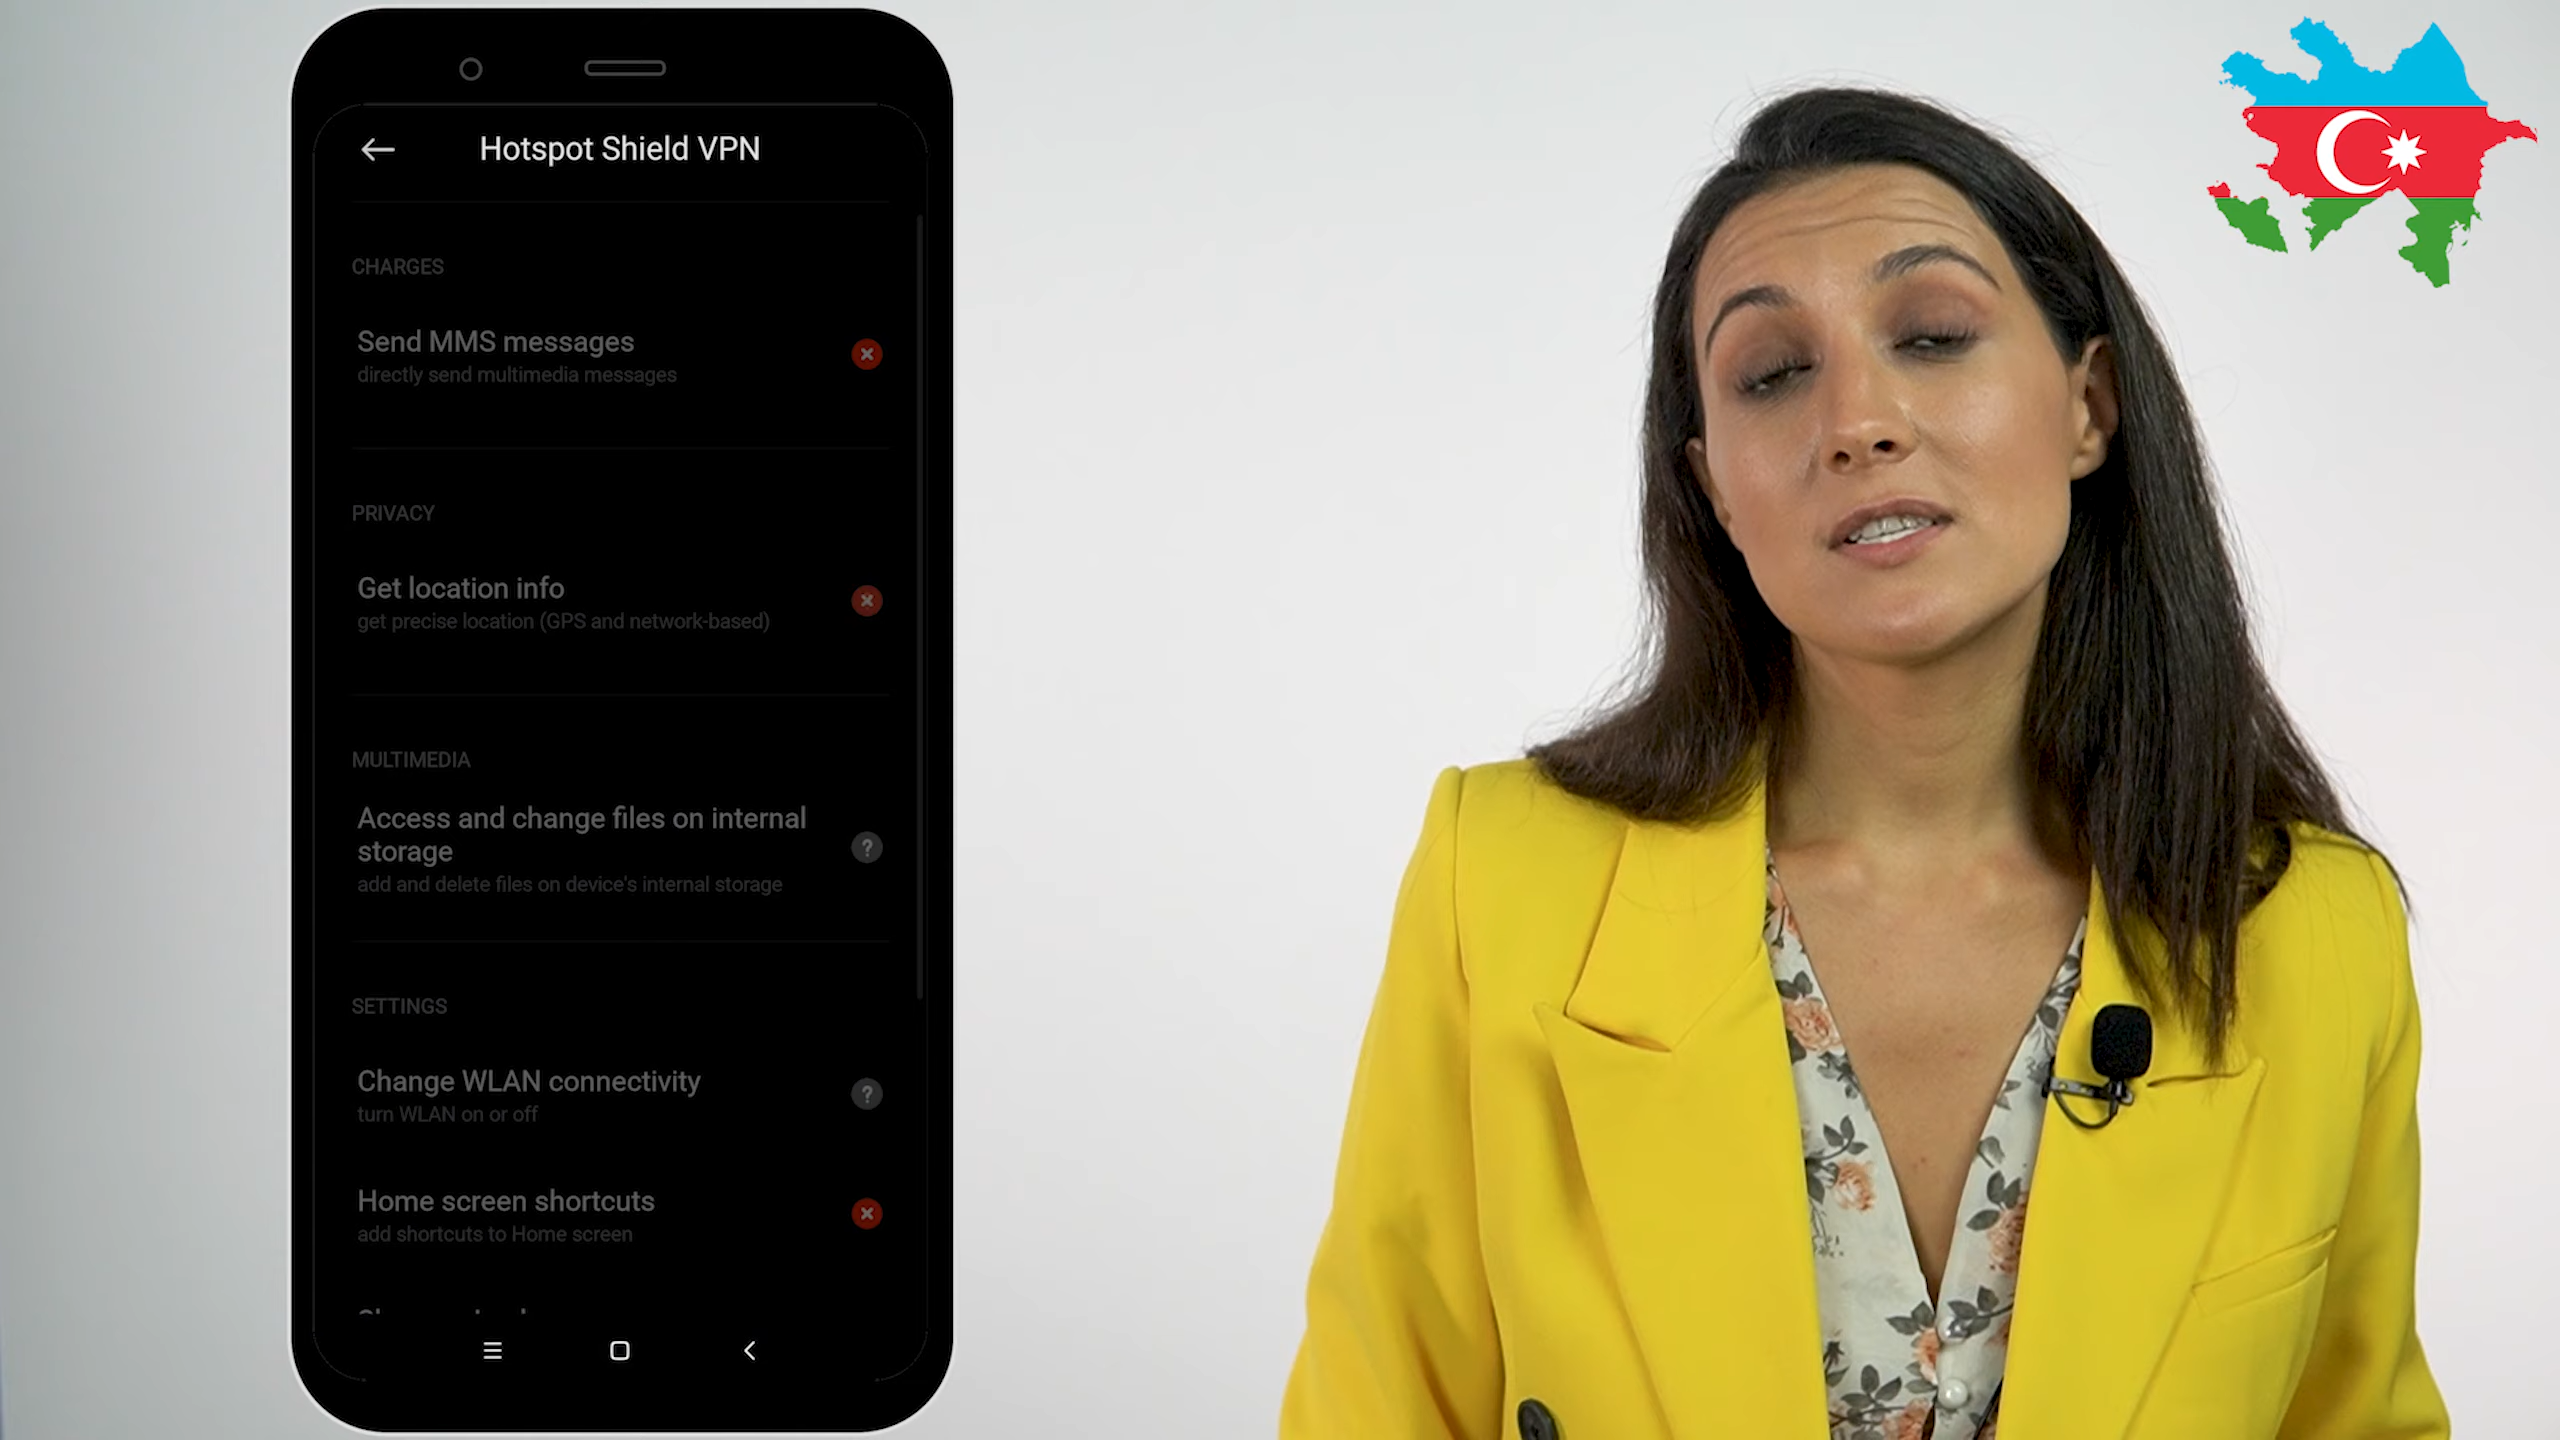 Hotspot Shield VPN
CHARGES
Send MMS messages
directly send multimedia messages
PRIVACY
Get location info
get precise location (GPS and network-based)
MULTIMEDIA
Access and change files on internal
storage
add and delete files on device's internal storage
SETTINGS
Change WLAN connectivity
turn WLAN on or off
Home screen shortcuts
add shortcuts to Home screen